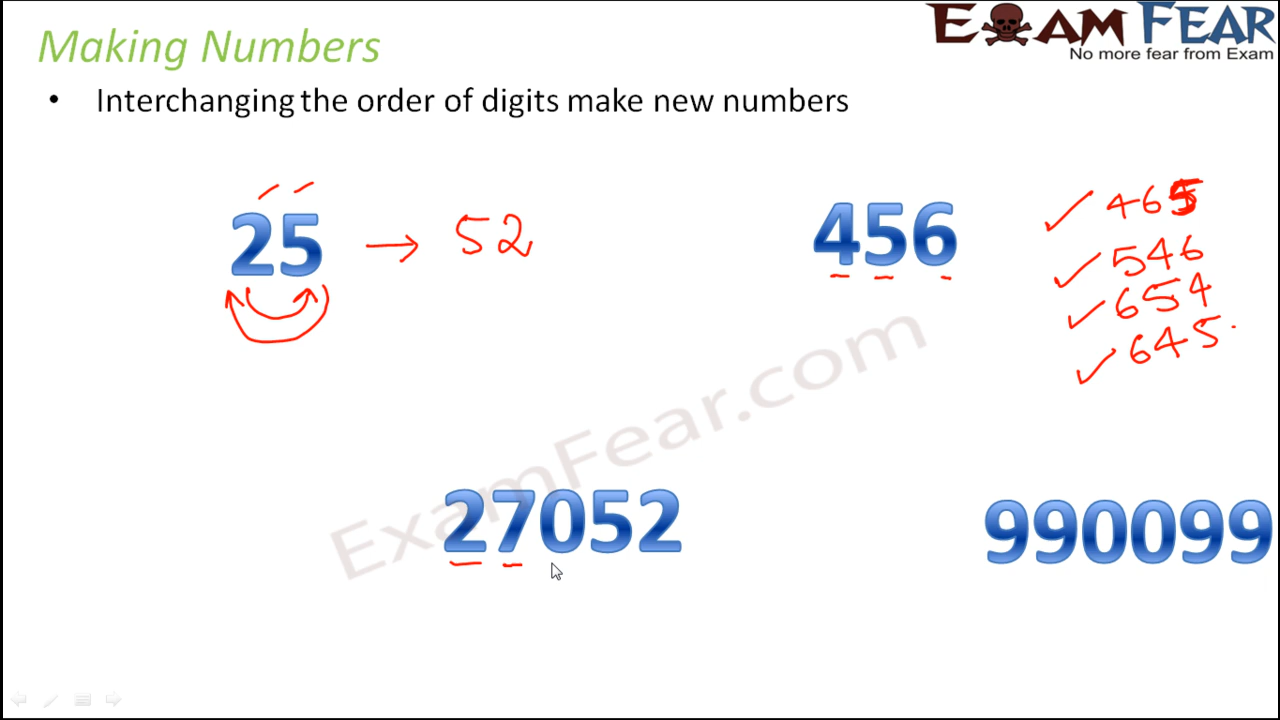 Making Numbers
EXAM FEAR
No more fear from Exam
• Interchanging the order of digits make new numbers
25 → 52
456
465
546
654
645
ExamFear.com
27052
990099